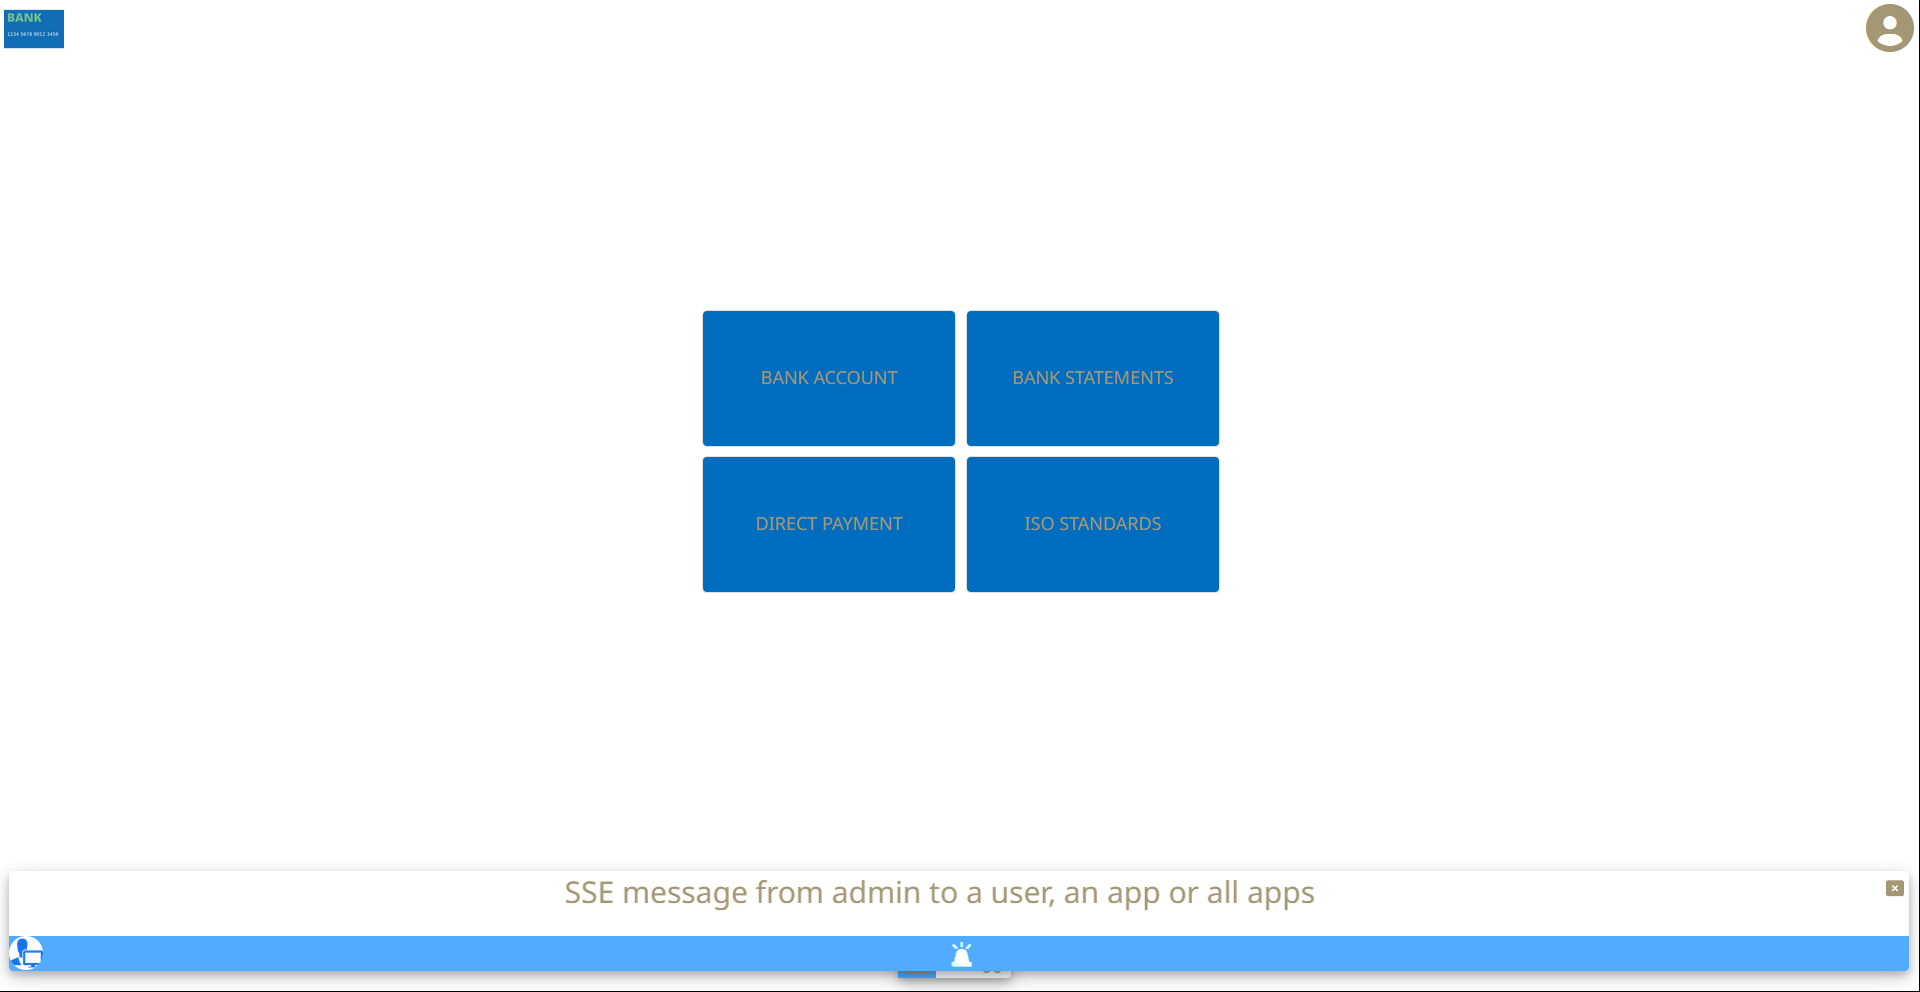 BANK
1234 5678 9012 3456
BANK ACCOUNT
BANK STATEMENTS
DIRECT PAYMENT
ISO STANDARDS
SSE message from admin to a user, an app or all apps